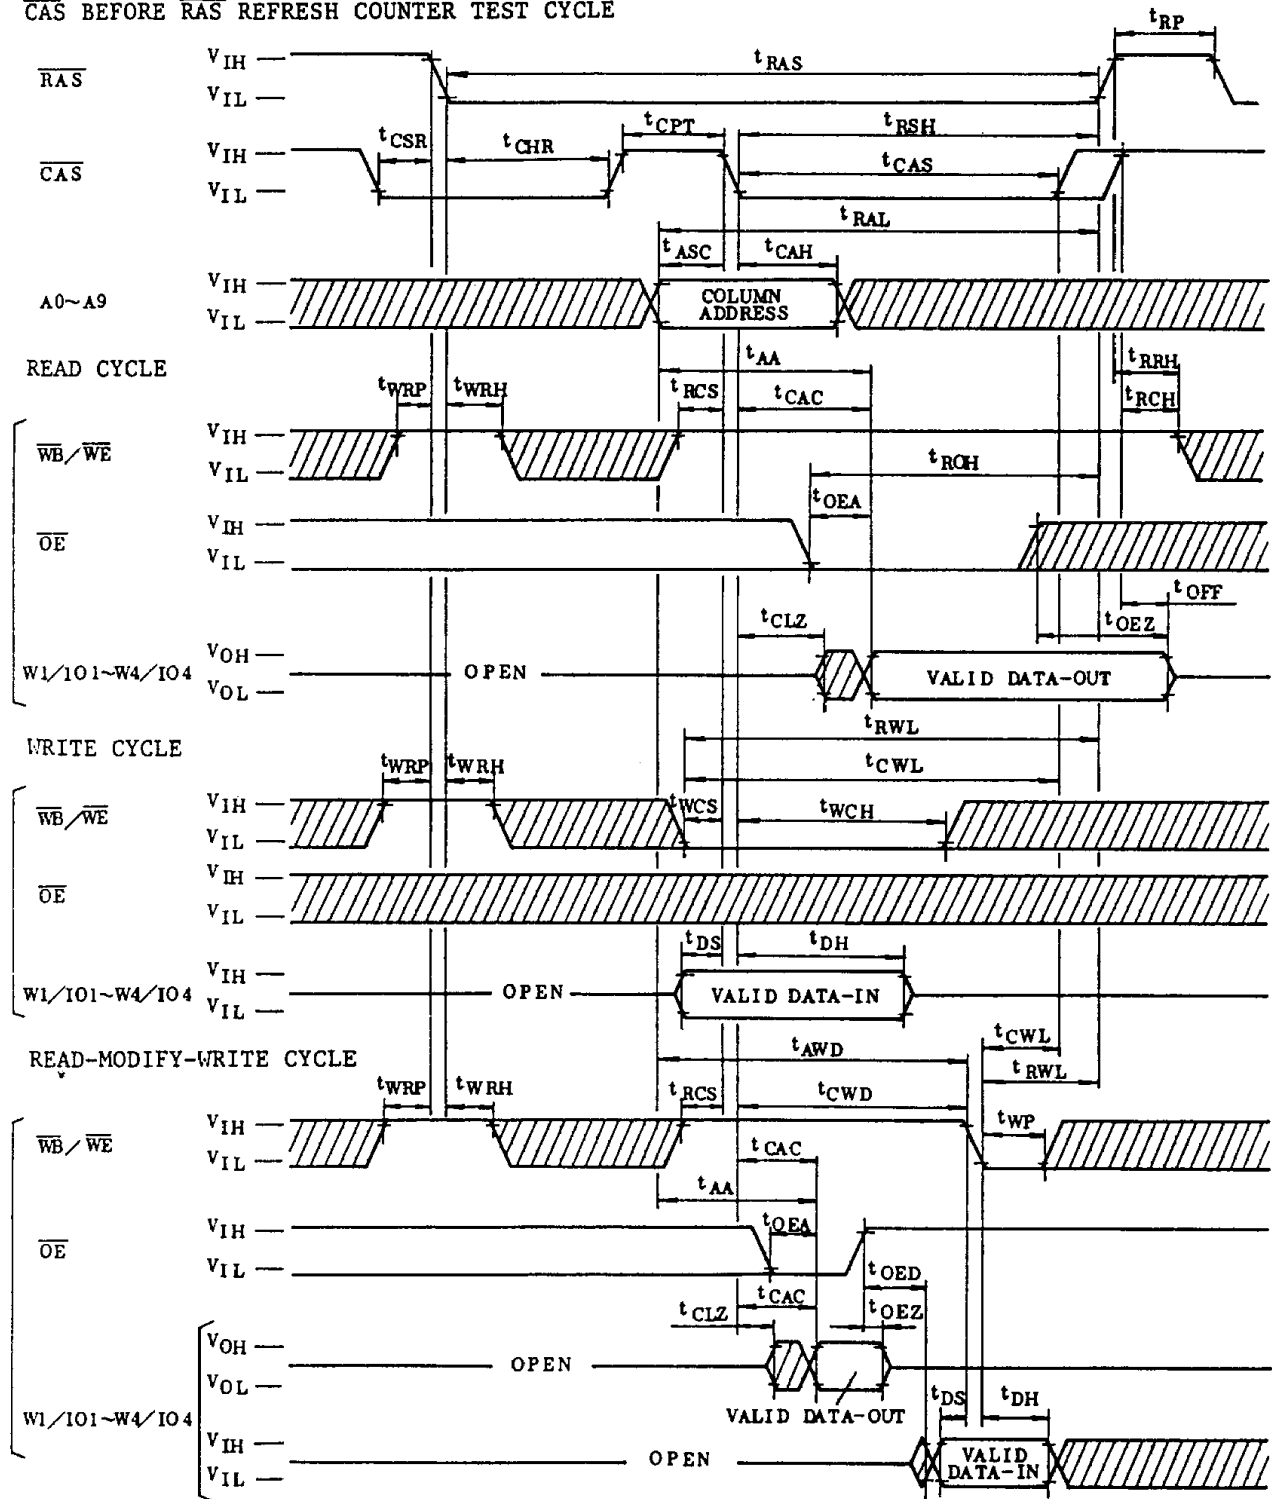 CAS BEFORE RAS REFRESH COUNTER TEST CYCLE
tRP
RAS
VIH
VIL
tRAS
tCPT
tRSH
CAS
VIH
VIL
tCSR
tCHR
tCAS
tRAL
tASC
tCAH
A0~A9
VIH
VIL
COLUMN
ADDRESS
READ CYCLE
tAA
tRRH
tWRP
tWRH
tRCS
tCAC
tRCH
WB/WE
VIH
VIL
tROH
tOEA
OE
VIH
VIL
tOFF
tCLZ
tOEZ
W1/IO1~W4/IO4
VOH
VOL
OPEN
VALID DATA-OUT
WRITE CYCLE
tRWL
tWRP
tWRH
tCWL
WB/WE
VIH
VIL
tWCS
tWCH
OE
VIH
VIL
tDS
tDH
W1/IO1~W4/IO4
VIH
VIL
OPEN
VALID DATA-IN
READ-MODIFY-WRITE CYCLE
tAWD
tCWL
tRWL
tWRP
tWRH
tRCS
tCWD
tWP
WB/WE
VIH
VIL
tCAC
tAA
OE
VIH
VIL
tOEA
tOED
tCAC
tCLZ
tOEZ
VOH
VOL
OPEN
VALID DATA-OUT
tDS
tDH
W1/IO1~W4/IO4
VIH
VIL
OPEN
VALID
DATA-IN